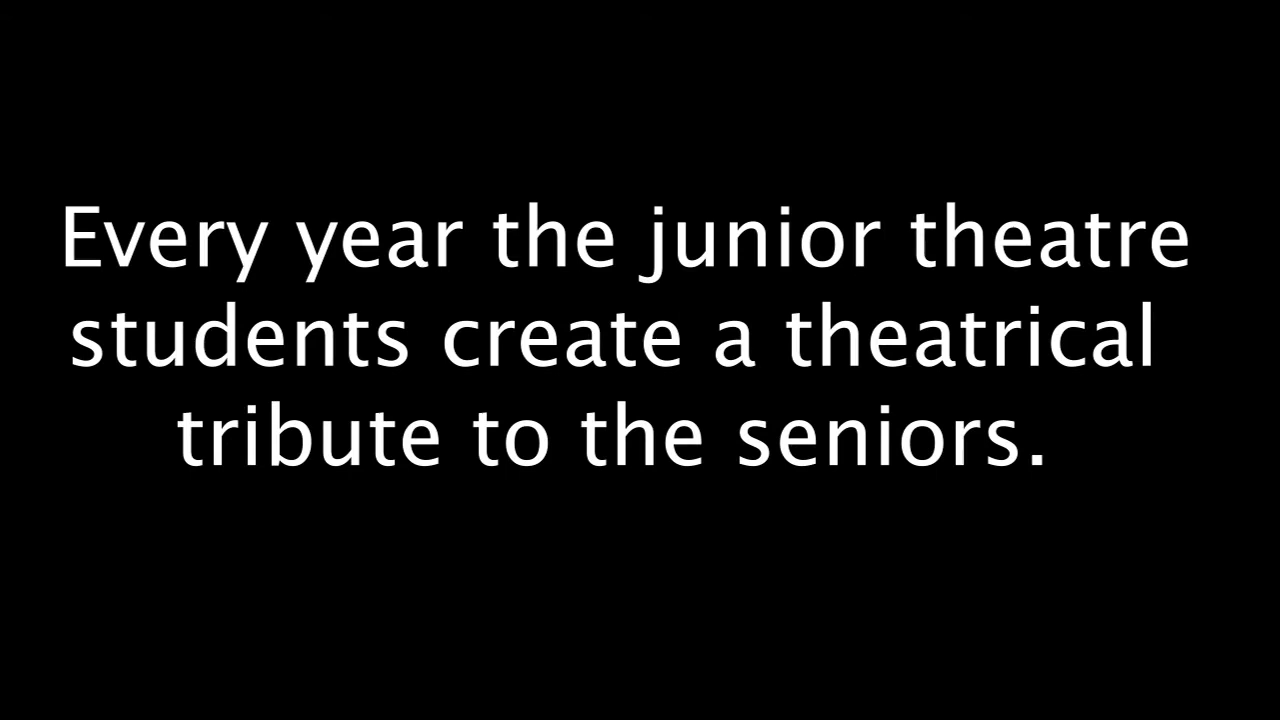 Every year the junior theatre
students create a theatrical
tribute to the seniors.